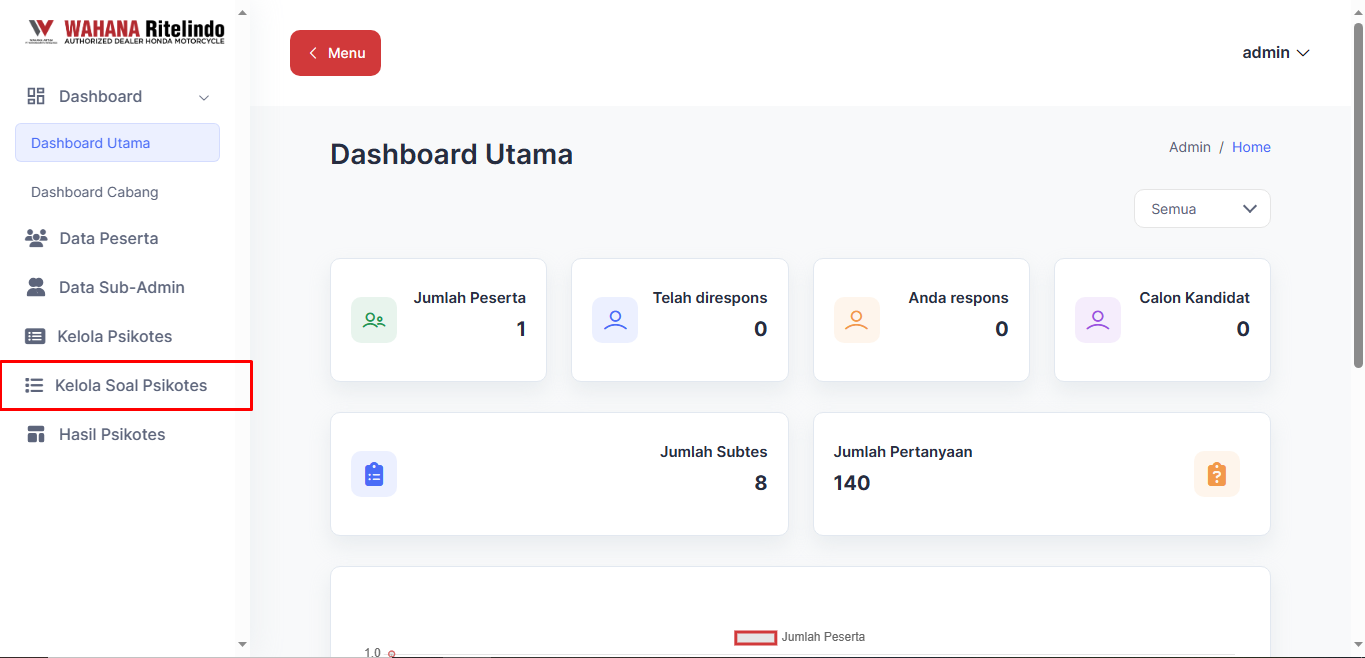 WAHANA Ritelindo
AUTHORIZED DEALER HONDA MOTORCYCLE
Menu
admin
Dashboard
Dashboard Utama
Dashboard Cabang
Data Peserta
Data Sub-Admin
Kelola Psikotes
Kelola Soal Psikotes
Hasil Psikotes
Dashboard Utama
Admin / Home
Semua
Jumlah Peserta
1
Telah direspons
0
Anda respons
0
Calon Kandidat
0
Jumlah Subtes
8
Jumlah Pertanyaan
140
Jumlah Peserta
1.0